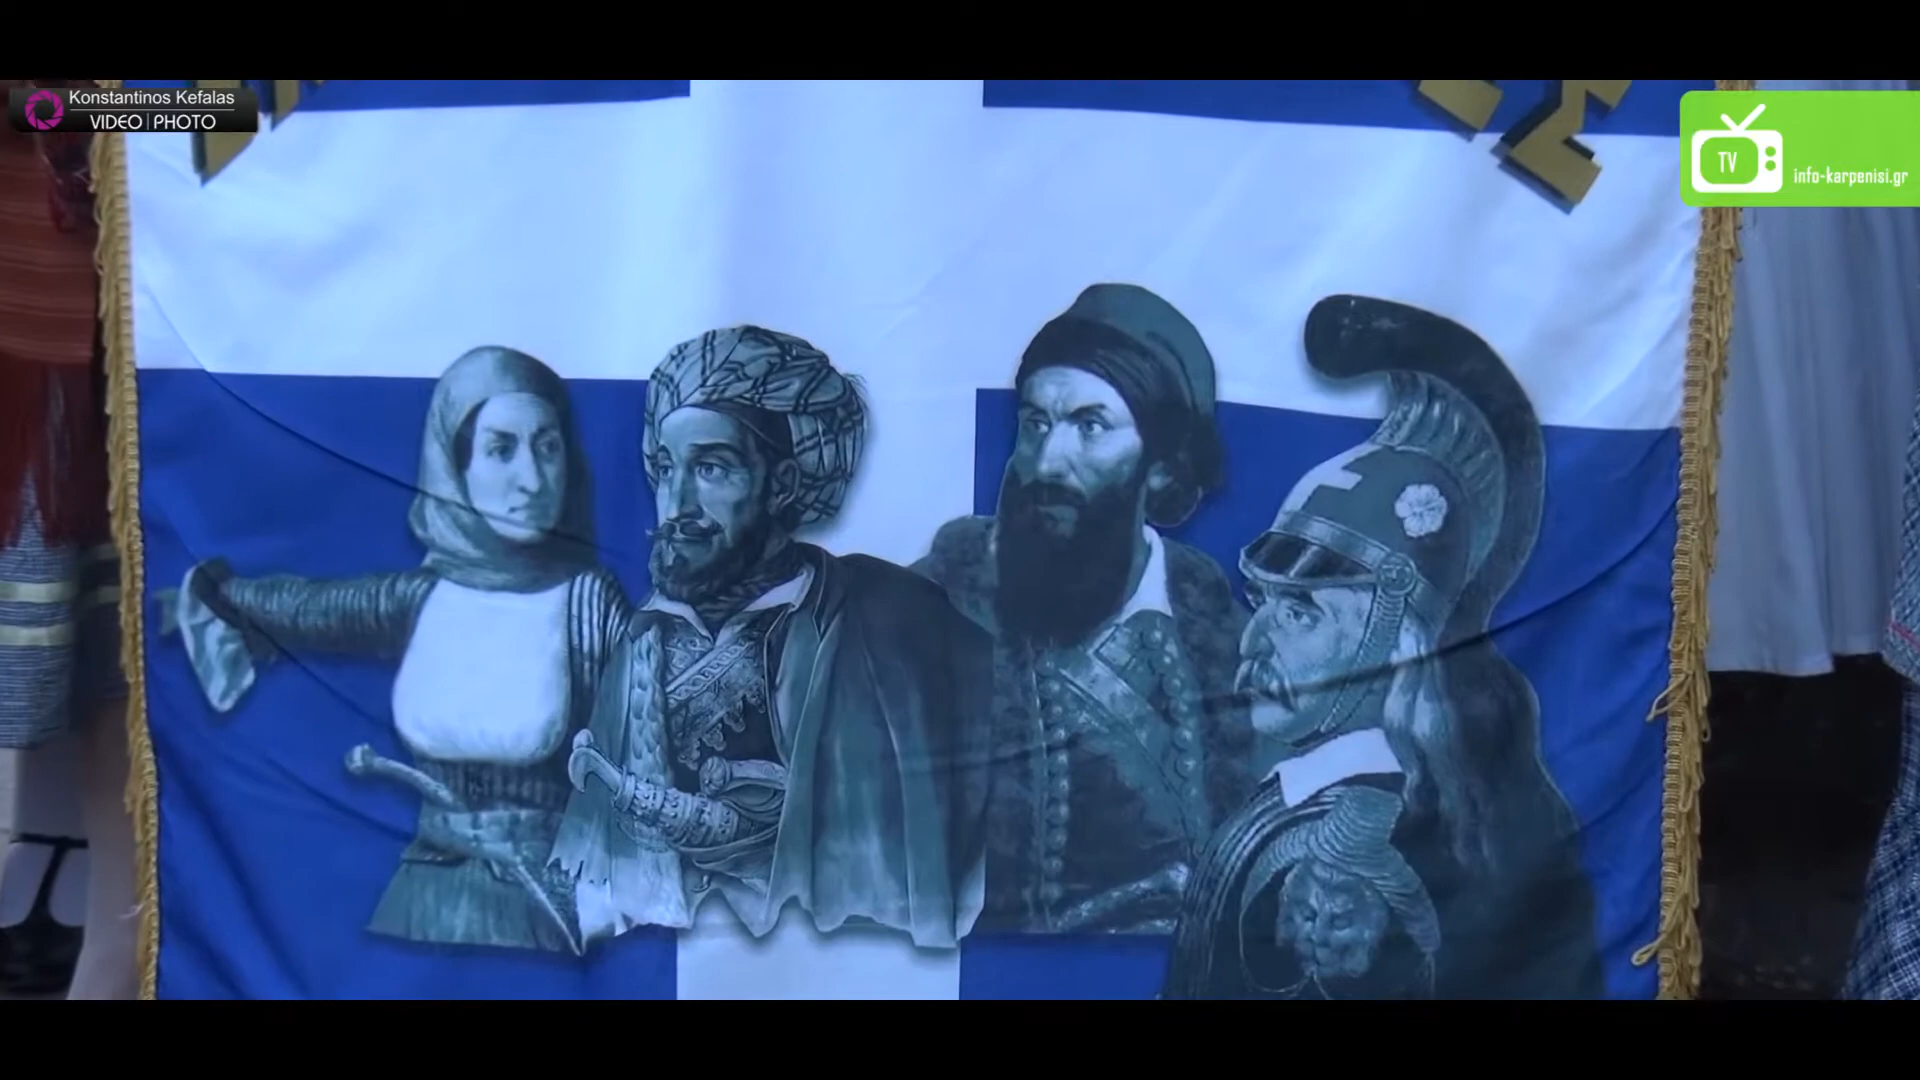 Konstantinos Kefalas
VIDEO | PHOTO
TV
info-karpenisi.gr
Σ